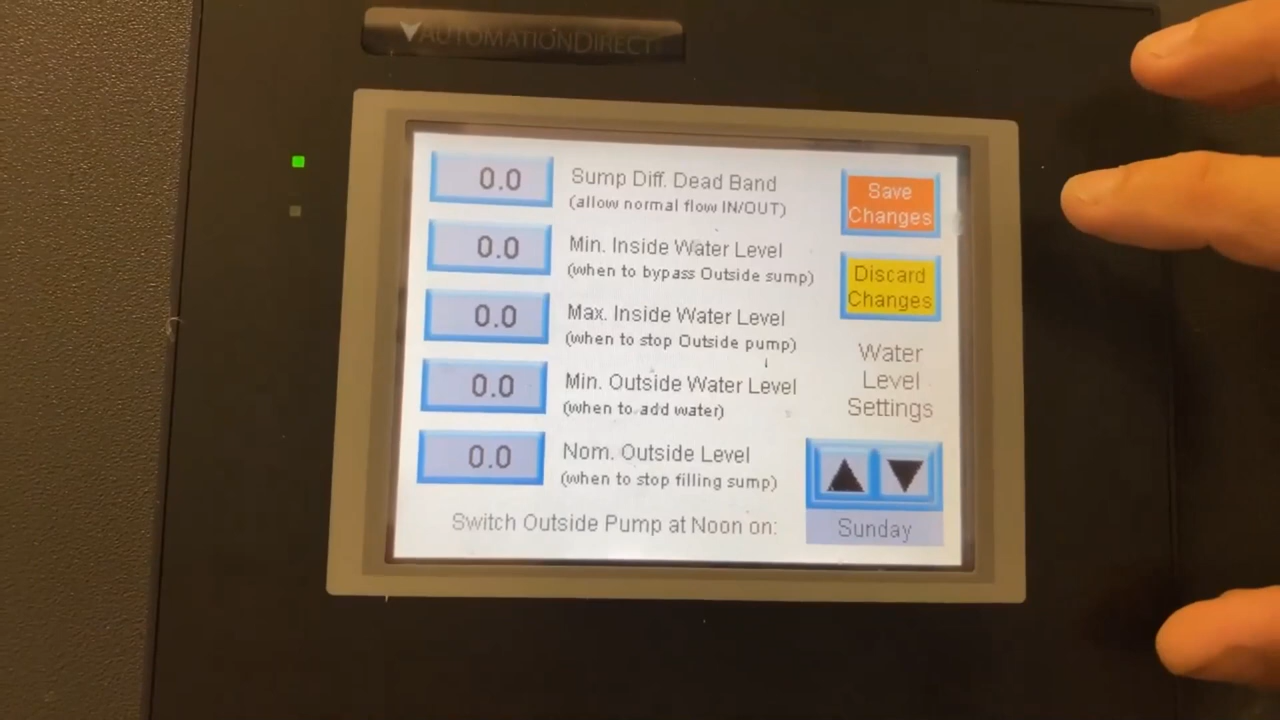 AUTOMATIONDIRECT
0.0 Sump Diff. Dead Band
(allow normal flow IN/OUT)
0.0 Min. Inside Water Level
(when to bypass Outside sump)
0.0 Max. Inside Water Level
(when to stop Outside pump)
0.0 Min. Outside Water Level
(when to add water)
0.0 Nom. Outside Level
(when to stop filling sump)
Switch Outside Pump at Noon on:
Save
Changes
Discard
Changes
Water
Level
Settings
Sunday